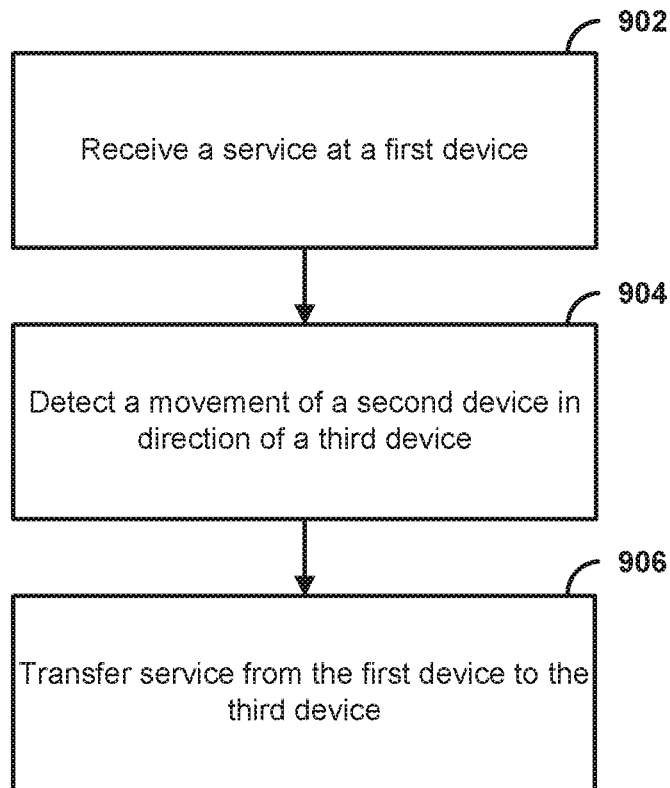 902
Receive a service at a first device
904
Detect a movement of a second device in
direction of a third device
906
Transfer service from the first device to the
third device